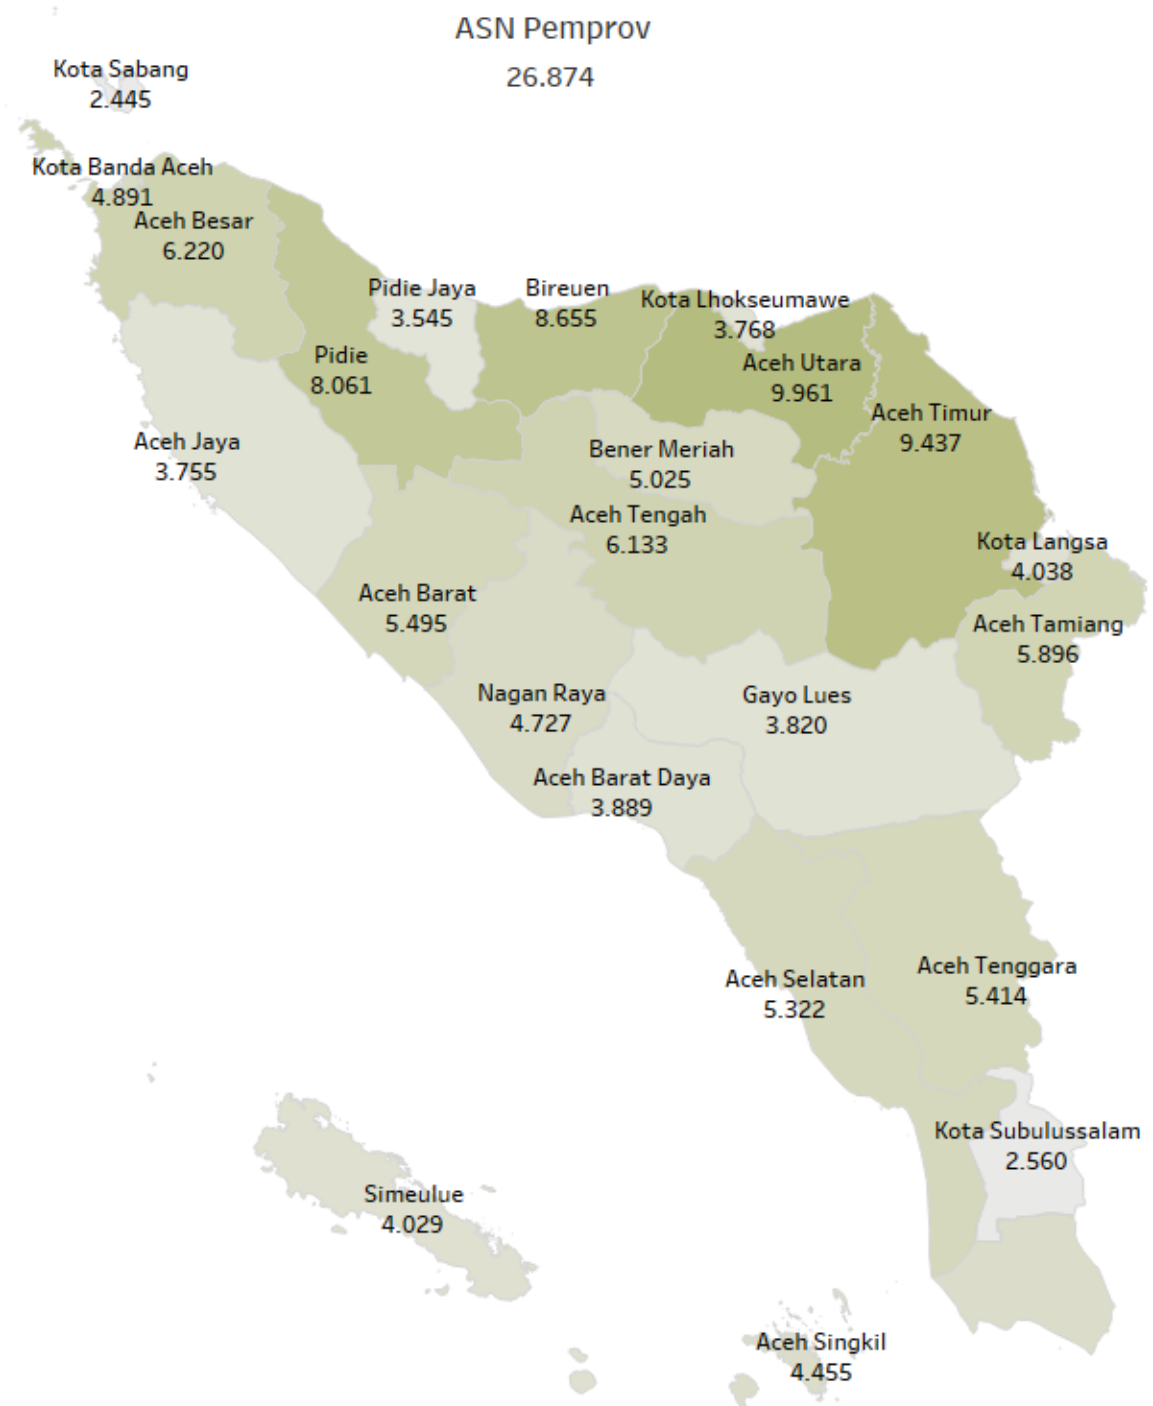 ASN Pemprov
26.874
Kota Sabang
2.445
Kota Banda Aceh
4.891
Aceh Besar
6.220
Pidie Jaya
3.545
Bireuen
8.655
Kota Lhokseumawe
3.768
Pidie
8.061
Aceh Utara
9.961
Aceh Timur
9.437
Aceh Jaya
3.755
Bener Meriah
5.025
Aceh Tengah
6.133
Kota Langsa
4.038
Aceh Barat
5.495
Aceh Tamiang
5.896
Nagan Raya
4.727
Gayo Lues
3.820
Aceh Barat Daya
3.889
Aceh Selatan
5.322
Aceh Tenggara
5.414
Kota Subulussalam
2.560
Simeulue
4.029
Aceh Singkil
4.455